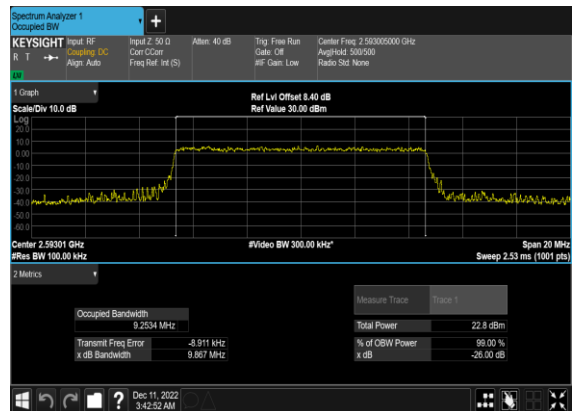 Spectrum Analyzer 1
Occupied BW
KEYSIGHT Input: RF Input Z: 50 Ω Atten: 40 dB Trig: Free Run Center Freq: 2.593005000 GHz
R T Coupling: DC Corr CCorr Gate: Off Avg|Hold: 500/500
Align: Auto Freq Ref: Int (S) #IF Gain: Low Radio Std: None
1 Graph
Ref Lvl Offset 8.40 dB
Scale/Div 10.0 dB Ref Value 30.00 dBm
Log
20.0
10.0
0.00
-10.0
-20.0
-30.0
-40.0
-50.0
-60.0
Center 2.59301 GHz #Video BW 300.00 kHz* Span 20 MHz
#Res BW 100.00 kHz Sweep 2.53 ms (1001 pts)
2 Metrics
Measure Trace Trace 1
Occupied Bandwidth
9.2534 MHz Total Power 22.8 dBm
Transmit Freq Error -8.911 kHz % of OBW Power 99.00 %
x dB Bandwidth 9.867 MHz x dB -26.00 dB
? Dec 11, 2022
3:42:52 AM